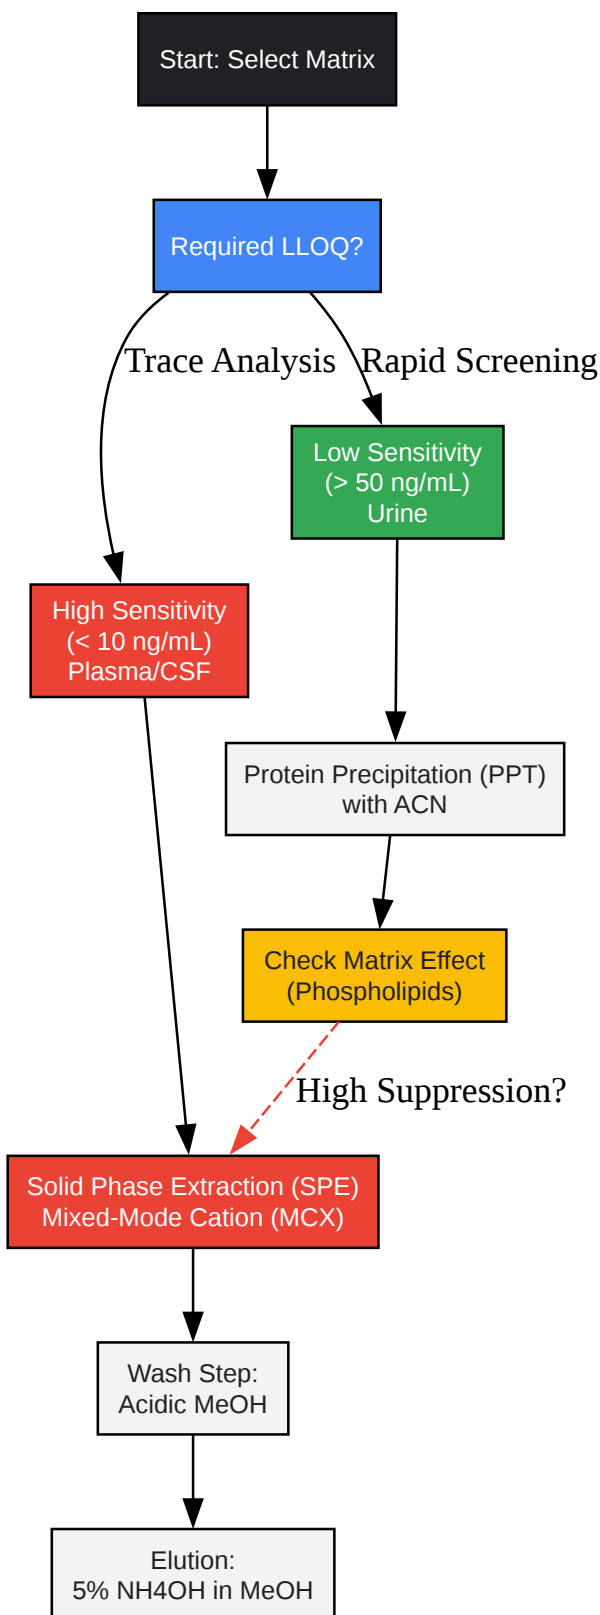 Start: Select Matrix
Required LLOQ?
Trace Analysis
Rapid Screening
Low Sensitivity
(> 50 ng/mL)
Urine
High Sensitivity
(< 10 ng/mL)
Plasma/CSF
Protein Precipitation (PPT)
with ACN
Check Matrix Effect
(Phospholipids)
High Suppression?
Solid Phase Extraction (SPE)
Mixed-Mode Cation (MCX)
Wash Step:
Acidic MeOH
Elution:
5% NH4OH in MeOH